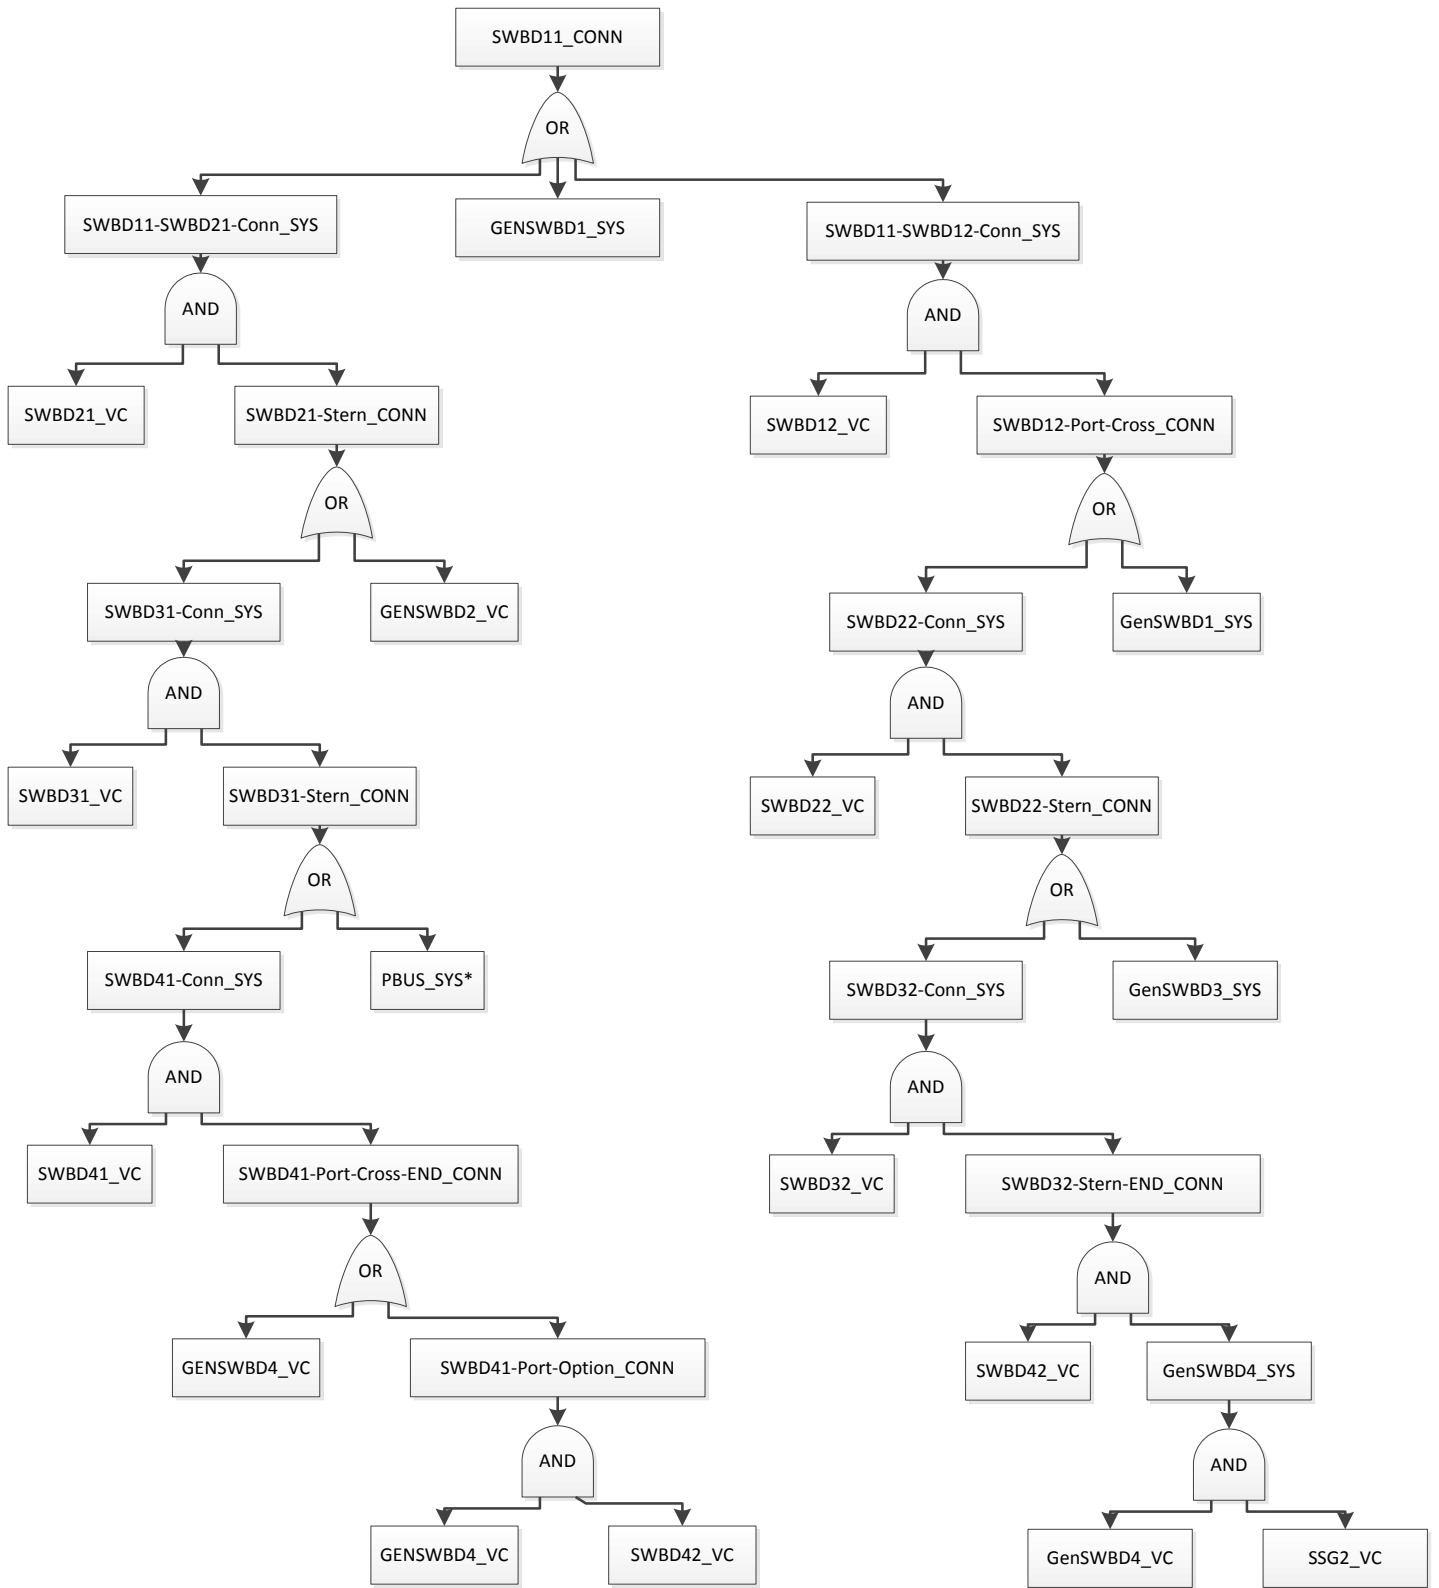 SWBD11_CONN
OR
SWBD11-SWBD21-Conn_SYS
GENSWBD1_SYS
SWBD11-SWBD12-Conn_SYS
AND
AND
SWBD21_VC
SWBD21-Stern_CONN
SWBD12_VC
SWBD12-Port-Cross_CONN
OR
OR
SWBD31-Conn_SYS
GENSWBD2_VC
SWBD22-Conn_SYS
GenSWBD1_SYS
AND
AND
SWBD31_VC
SWBD31-Stern_CONN
SWBD22_VC
SWBD22-Stern_CONN
OR
OR
SWBD41-Conn_SYS
PBUS_SYS*
SWBD32-Conn_SYS
GenSWBD3_SYS
AND
AND
SWBD41_VC
SWBD41-Port-Cross-END_CONN
SWBD32_VC
SWBD32-Stern-END_CONN
OR
AND
GENSWBD4_VC
SWBD41-Port-Option_CONN
SWBD42_VC
GenSWBD4_SYS
AND
AND
GENSWBD4_VC
SWBD42_VC
GenSWBD4_VC
SSG2_VC